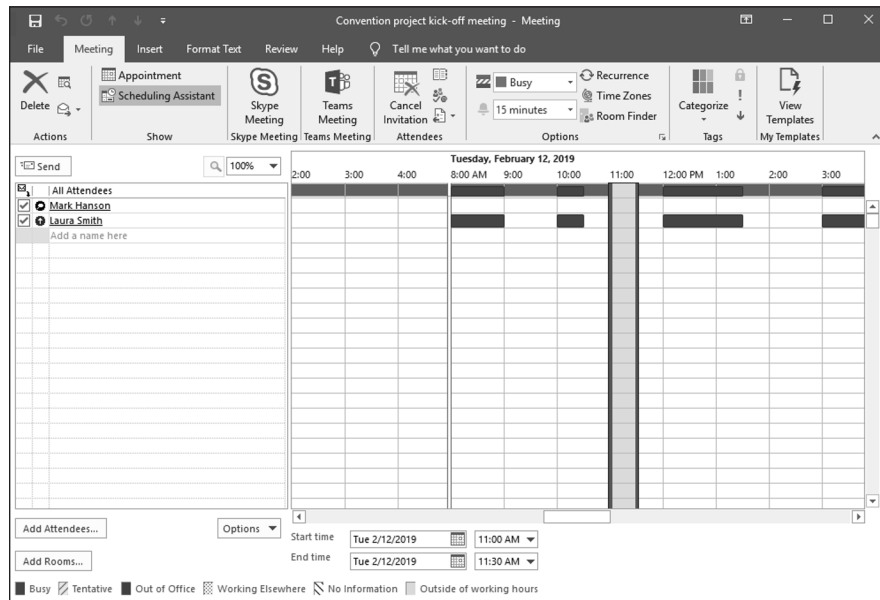 Convention project kick-off meeting - Meeting
File Meeting Insert Format Text Review Help Tell me what you want to do
Delete
Actions
Appointment
Scheduling Assistant
Show
Skype
Meeting
Skype Meeting
Teams
Meeting
Teams Meeting
Cancel
Invitation
Attendees
Busy
15 minutes
Recurrence
Time Zones
Room Finder
Options
Categorize
Tags
View
Templates
My Templates
Send
100%
Tuesday, February 12, 2019
2:00 3:00 4:00 8:00 AM 9:00 10:00 11:00 12:00 PM 1:00 2:00 3:00
All Attendees
Mark Hanson
Laura Smith
Add a name here
Add Attendees...
Options
Add Rooms...
Start time Tue 2/12/2019 11:00 AM
End time Tue 2/12/2019 11:30 AM
Busy Tentative Out of Office Working Elsewhere No Information Outside of working hours